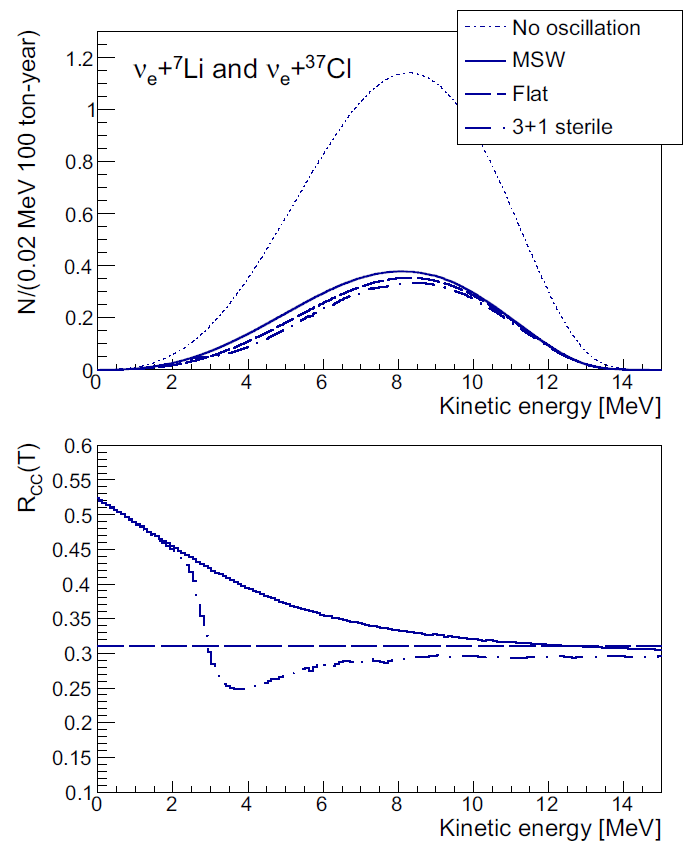 No oscillation
MSW
Flat
3+1 sterile
νe+7Li and νe+37Cl
N/(0.02 MeV 100 ton-year)
1.2
1
0.8
0.6
0.4
0.2
0
0 2 4 6 8 10 12 14
Kinetic energy [MeV]
RCC(T)
0.6
0.55
0.5
0.45
0.4
0.35
0.3
0.25
0.2
0.15
0.1
0 2 4 6 8 10 12 14
Kinetic energy [MeV]